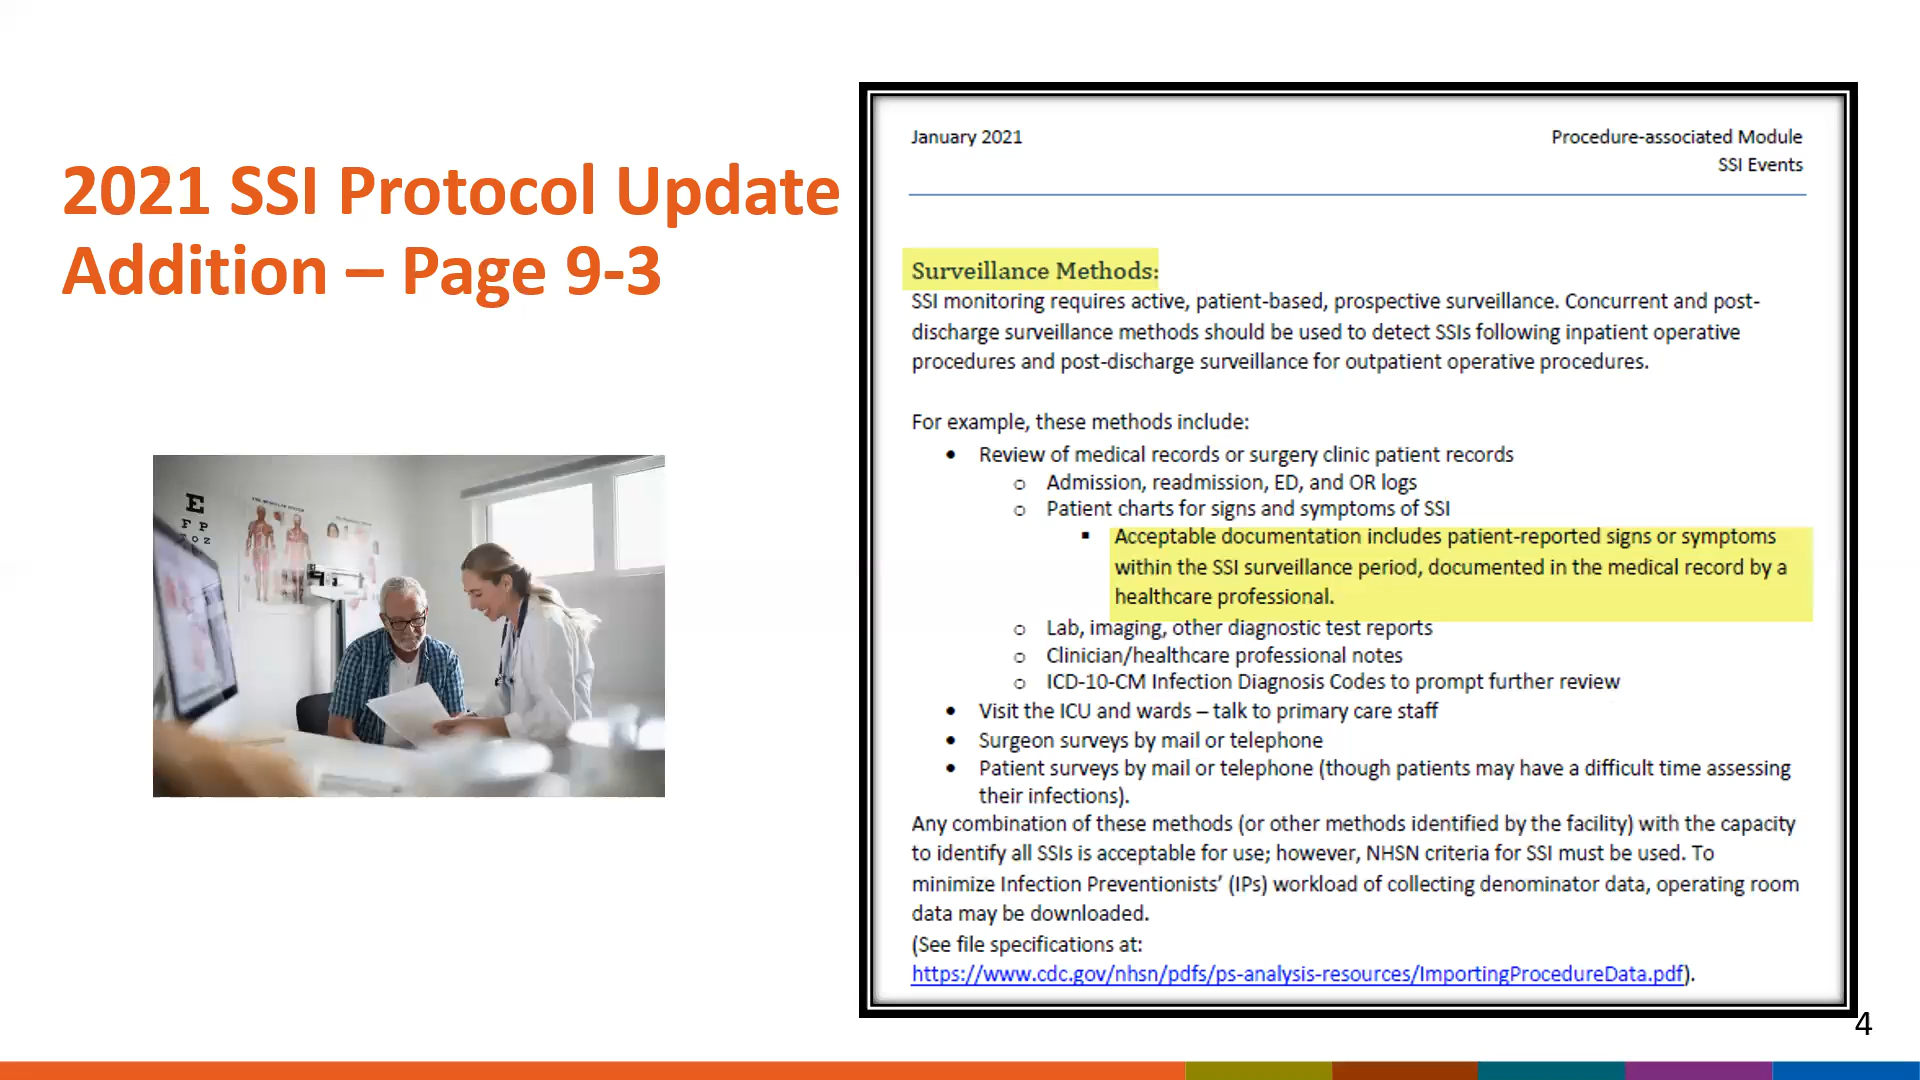 2021 SSI Protocol Update
Addition – Page 9-3
E
F P
T O Z
January 2021
Procedure-associated Module
SSI Events
Surveillance Methods:
SSI monitoring requires active, patient-based, prospective surveillance. Concurrent and post-
discharge surveillance methods should be used to detect SSIs following inpatient operative
procedures and post-discharge surveillance for outpatient operative procedures.
For example, these methods include:
• Review of medical records or surgery clinic patient records
o Admission, readmission, ED, and OR logs
o Patient charts for signs and symptoms of SSI
▪ Acceptable documentation includes patient-reported signs or symptoms
within the SSI surveillance period, documented in the medical record by a
healthcare professional.
o Lab, imaging, other diagnostic test reports
o Clinician/healthcare professional notes
o ICD-10-CM Infection Diagnosis Codes to prompt further review
• Visit the ICU and wards – talk to primary care staff
• Surgeon surveys by mail or telephone
• Patient surveys by mail or telephone (though patients may have a difficult time assessing
their infections).
Any combination of these methods (or other methods identified by the facility) with the capacity
to identify all SSIs is acceptable for use; however, NHSN criteria for SSI must be used. To
minimize Infection Preventionists’ (IPs) workload of collecting denominator data, operating room
data may be downloaded.
(See file specifications at:
https://www.cdc.gov/nhsn/pdfs/ps-analysis-resources/ImportingProcedureData.pdf).
4